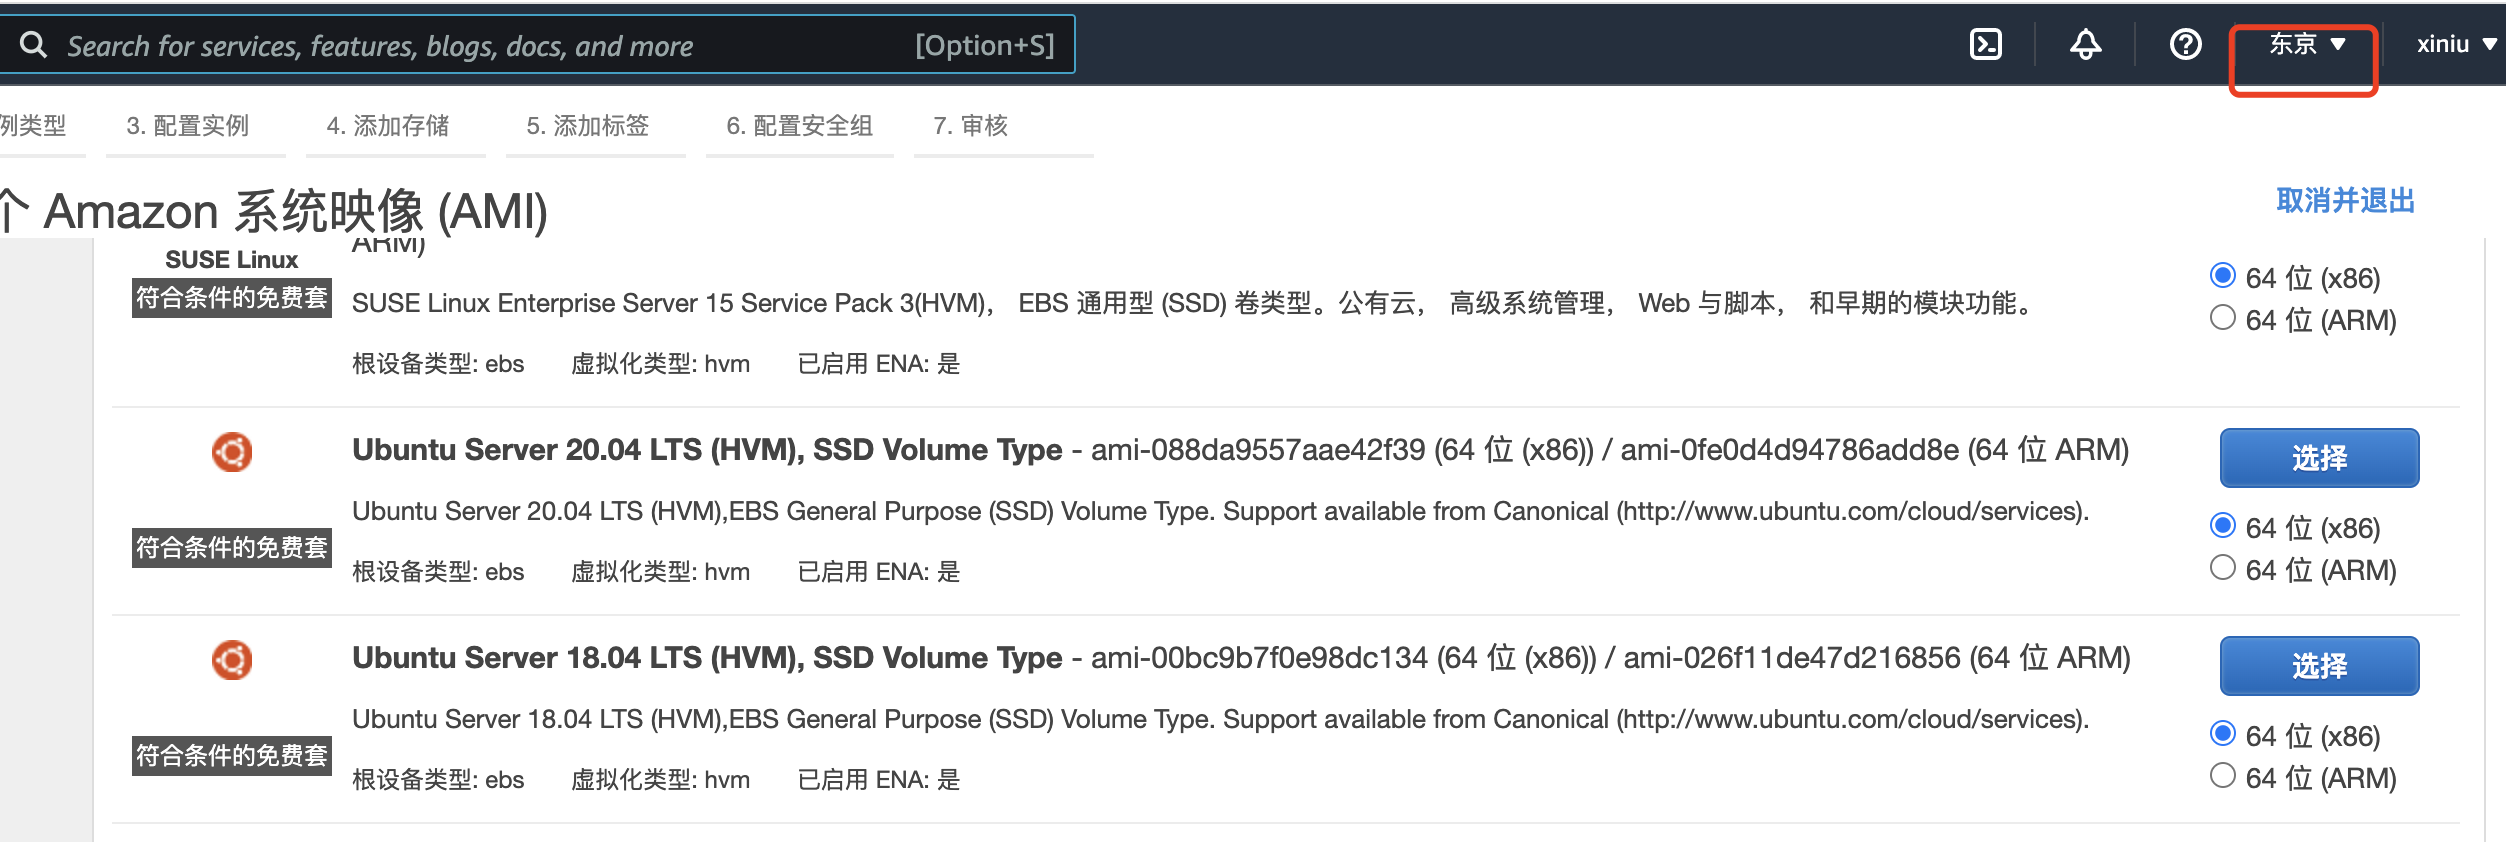 Search for services, features, blogs, docs, and more [Option+S] 东京 xiniu
例类型 3. 配置实例 4. 添加存储 5. 添加标签 6. 配置安全组 7. 审核
个 Amazon 系统映像 (AMI) 取消并退出
ARM)
SUSE Linux
符合条件的免费套
SUSE Linux Enterprise Server 15 Service Pack 3(HVM), EBS 通用型 (SSD) 卷类型。公有云, 高级系统管理, Web 与脚本, 和早期的模块功能。
64 位 (x86)
64 位 (ARM)
根设备类型: ebs 虚拟化类型: hvm 已启用 ENA: 是
Ubuntu Server 20.04 LTS (HVM), SSD Volume Type - ami-088da9557aae42f39 (64 位 (x86)) / ami-0fe0d4d94786add8e (64 位 ARM)
选择
Ubuntu Server 20.04 LTS (HVM),EBS General Purpose (SSD) Volume Type. Support available from Canonical (http://www.ubuntu.com/cloud/services).
64 位 (x86)
符合条件的免费套
根设备类型: ebs 虚拟化类型: hvm 已启用 ENA: 是
64 位 (ARM)
Ubuntu Server 18.04 LTS (HVM), SSD Volume Type - ami-00bc9b7f0e98dc134 (64 位 (x86)) / ami-026f11de47d216856 (64 位 ARM)
选择
Ubuntu Server 18.04 LTS (HVM),EBS General Purpose (SSD) Volume Type. Support available from Canonical (http://www.ubuntu.com/cloud/services).
64 位 (x86)
符合条件的免费套
根设备类型: ebs 虚拟化类型: hvm 已启用 ENA: 是
64 位 (ARM)